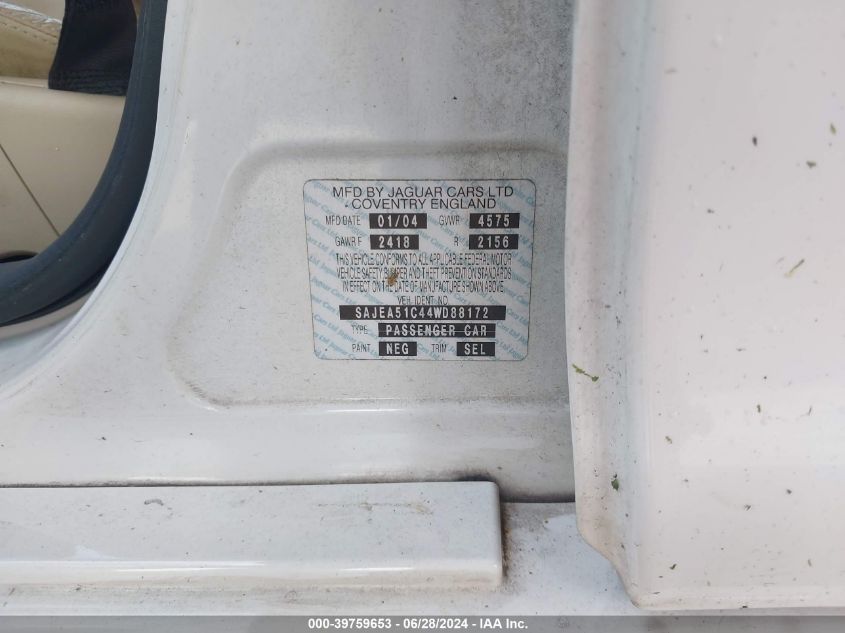 MFD BY JAGUAR CARS LTD
COVENTRY ENGLAND
MFD DATE 01/04 GVWR 4575
GAWR F 2418 R 2156
THIS VEHICLE CONFORMS TO ALL APPLICABLE FEDERAL MOTOR
VEHICLE SAFETY BUMPER AND THEFT PREVENTION STANDARDS
IN EFFECT ON THE DATE OF MANUFACTURE SHOWN ABOVE
VEH. IDENT. NO.
SAJEA51C44WD88172
TYPE PASSENGER CAR
PAINT NEG TRIM SEL
000-39759653 - 06/28/2024 - IAA Inc.